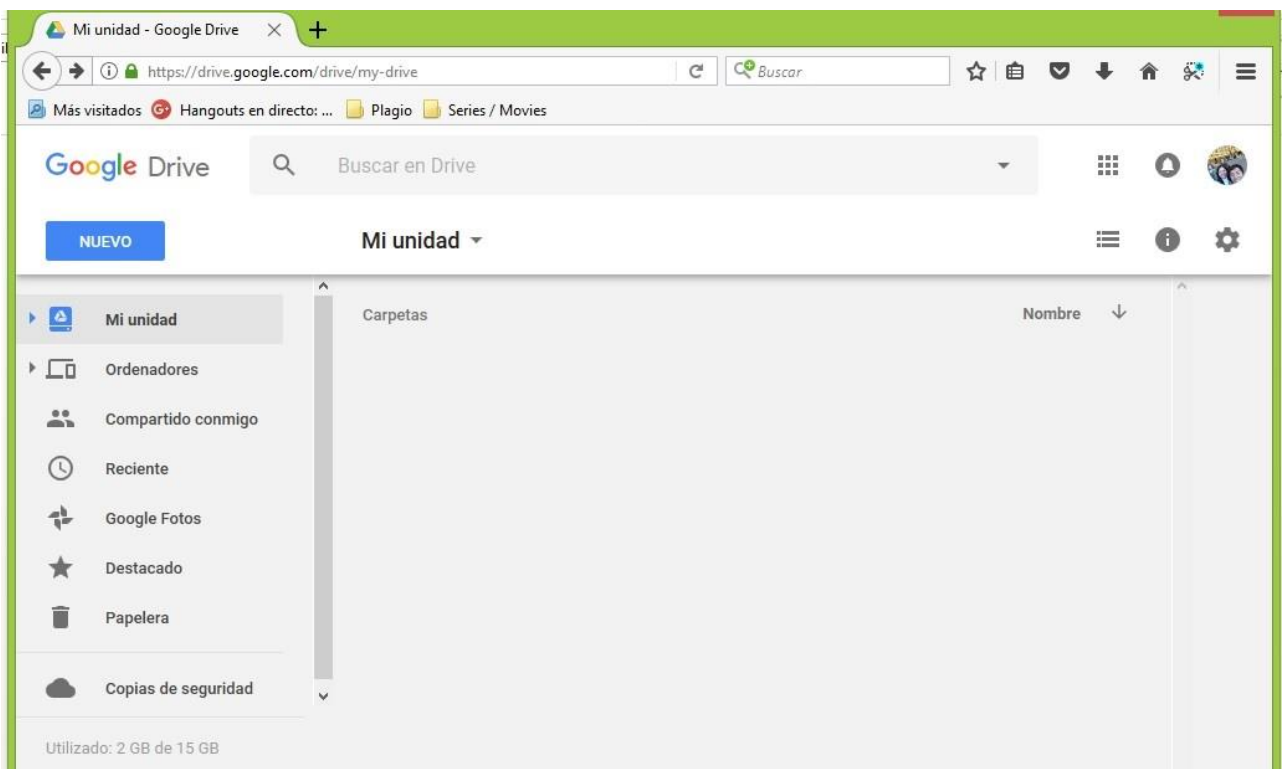 Mi unidad - Google Drive
https://drive.google.com/drive/my-drive
Buscar
Más visitados Hangouts en directo: ... Plagio Series / Movies
Google Drive Buscar en Drive
NUEVO Mi unidad
Mi unidad
Carpetas Nombre
Ordenadores
Compartido conmigo
Reciente
Google Fotos
Destacado
Papelera
Copias de seguridad
Utilizado: 2 GB de 15 GB